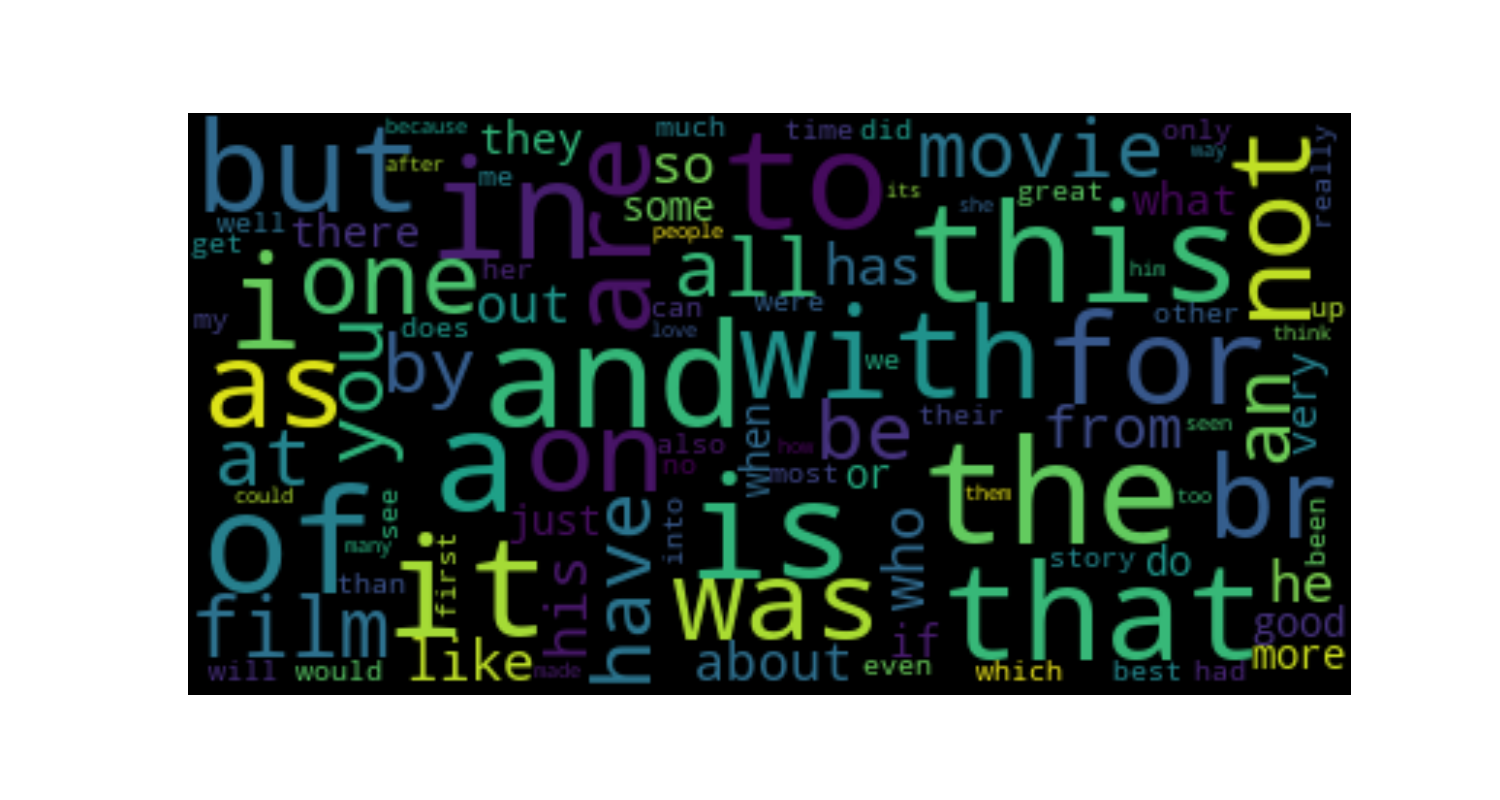 but
because
after
they
much
time
did
movie
only
way
really
not
in
me
are
so
some
people
to
its
she
great
what
well
there
get
i
one
her
out
all
has
this
him
my
does
can
love
were
other
up
think
as
you
by
and
with
we
for
an
very
at
a
on
also
no
when
how
be
their
from
seen
most
or
could
of
see
many
than
just
have
into
is
who
the
them
too
br
been
film
it
first
his
was
story
do
that
he
good
more
will
would
like
made
about
if
even
which
best
had